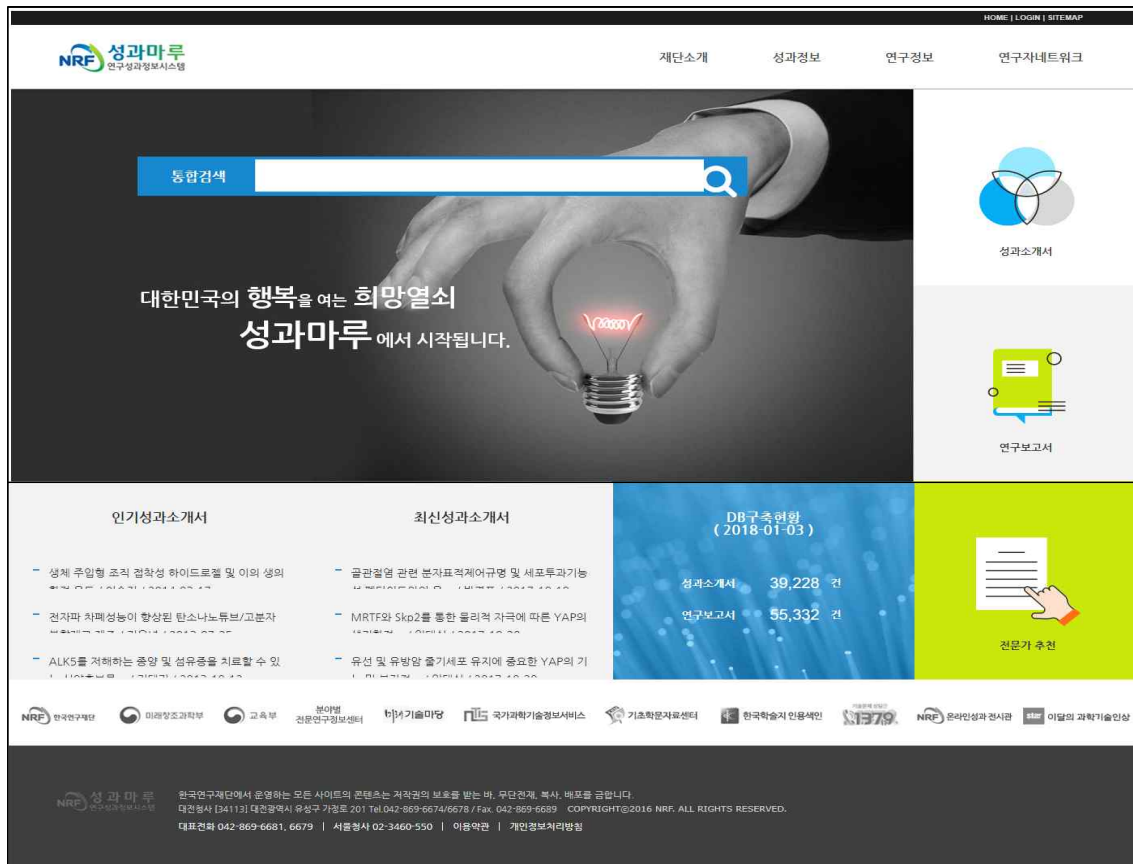 HOME | LOGIN | SITEMAP
NRF 성과마루
연구성과정보시스템
재단소개 성과정보 연구정보 연구자네트워크
통합검색
대한민국의 행복을 여는 희망열쇠
성과마루에서 시작됩니다.
성과소개서
연구보고서
인기성과소개서
생체 주입형 조직 접착성 하이드로젤 및 이의 생의
전자파 차폐성능이 향상된 탄소나노튜브/고분자
ALK5를 저해하는 종양 및 섬유증을 치료할 수 있
최신성과소개서
골관절염 관련 분자표적제어규명 및 세포투과기능
MRTF와 Skp2를 통한 물리적 자극에 따른 YAP의
유선 및 유방암 줄기세포 유지에 중요한 YAP의 기
DB구축현황
( 2018-01-03 )
성과소개서 39,228 건
연구보고서 55,332 건
전문가 추천
NRF 한국연구재단 미래창조과학부 교육부 분야별 전문연구정보센터 기술마당 국가과학기술정보서비스 기초학문자료센터 한국학술지 인용색인 1379 NRF 온라인성과전시관 이달의 과학기술인상
NRF 성과마루
연구성과정보시스템
한국연구재단에서 운영하는 모든 사이트의 콘텐츠는 저작권의 보호를 받는 바, 무단전재, 복사, 배포를 금합니다.
대전청사 [34113] 대전광역시 유성구 가정로 201 Tel.042-869-6674/6678 / Fax. 042-869-6689 COPYRIGHT©2016 NRF. ALL RIGHTS RESERVED.
대표전화 042-869-6681, 6679 | 서울청사 02-3460-550 | 이용약관 | 개인정보처리방침